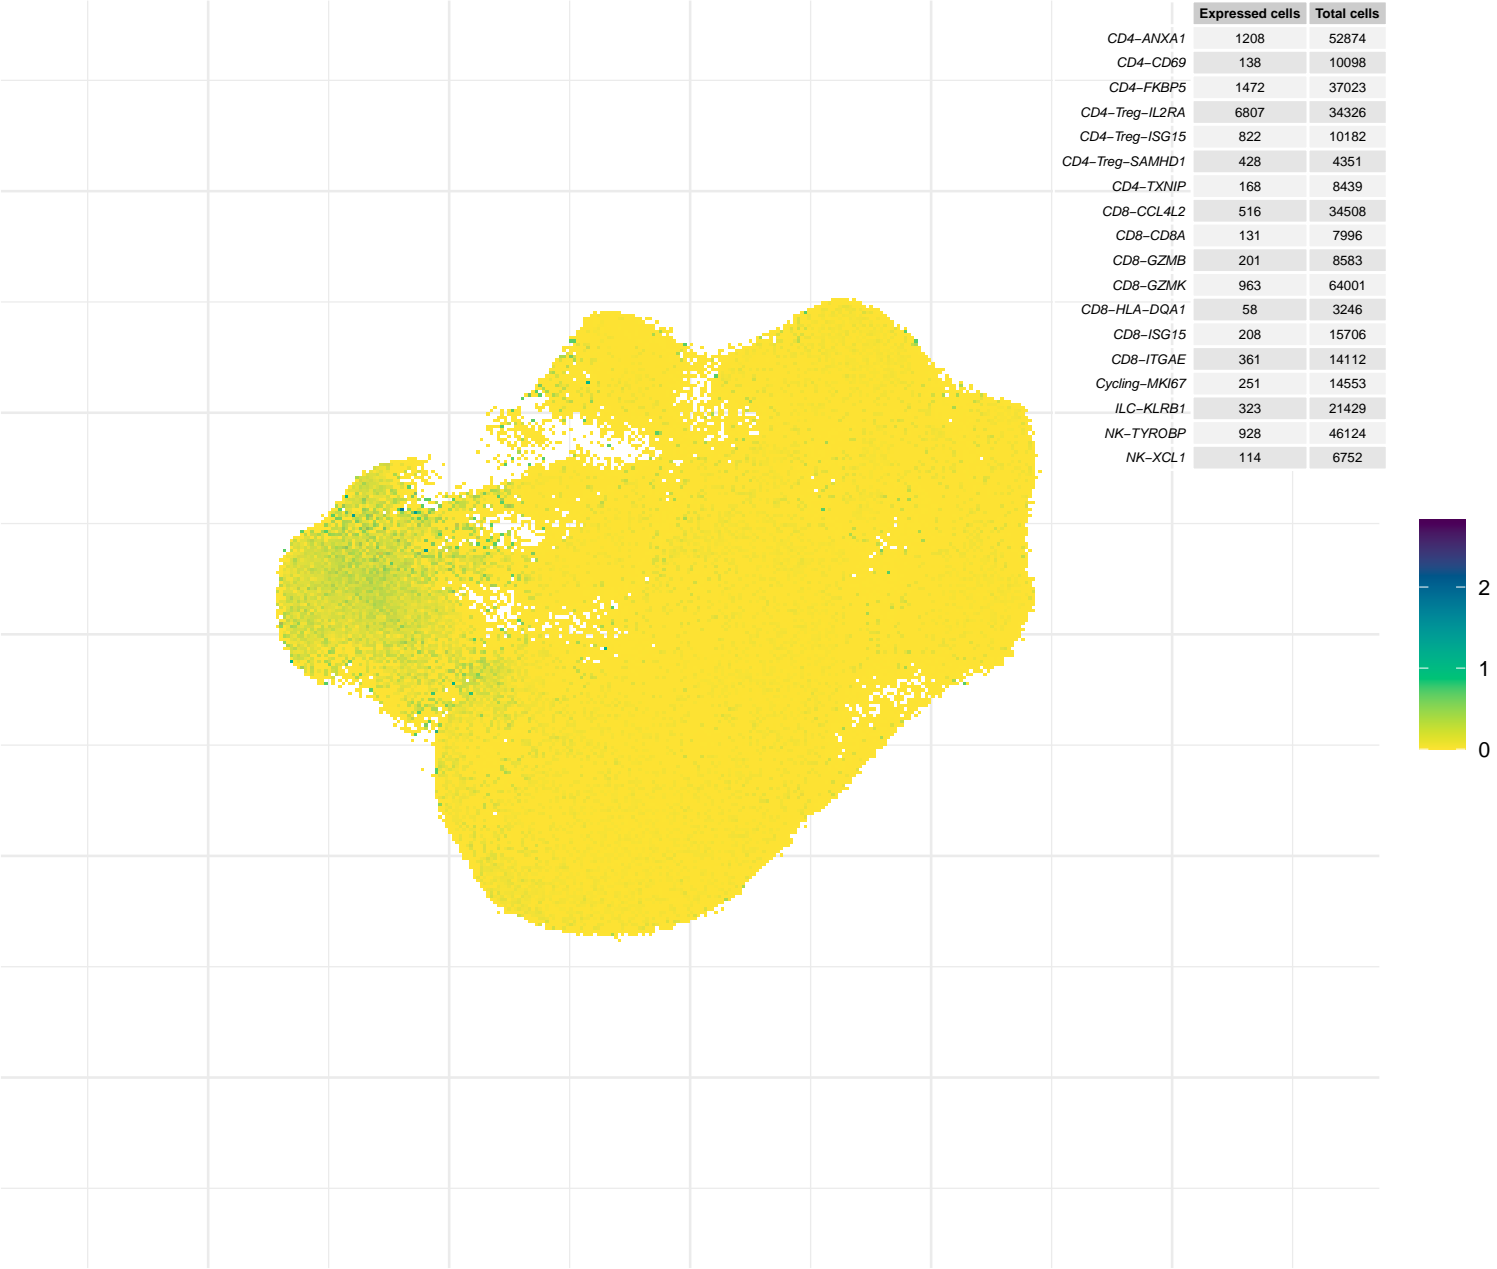 Expressed cells Total cells
CD4−ANXA1 1208 52874
CD4−CD69 138 10098
CD4−FKBP5 1472 37023
CD4−Treg−IL2RA 6807 34326
CD4−Treg−ISG15 822 10182
CD4−Treg−SAMHD1 428 4351
CD4−TXNIP 168 8439
CD8−CCL4L2 516 34508
CD8−CD8A 131 7996
CD8−GZMB 201 8583
CD8−GZMK 963 64001
CD8−HLA−DQA1 58 3246
CD8−ISG15 208 15706
CD8−ITGAE 361 14112
Cycling−MKI67 251 14553
ILC−KLRB1 323 21429
NK−TYROBP 928 46124
NK−XCL1 114 6752
2
1
0